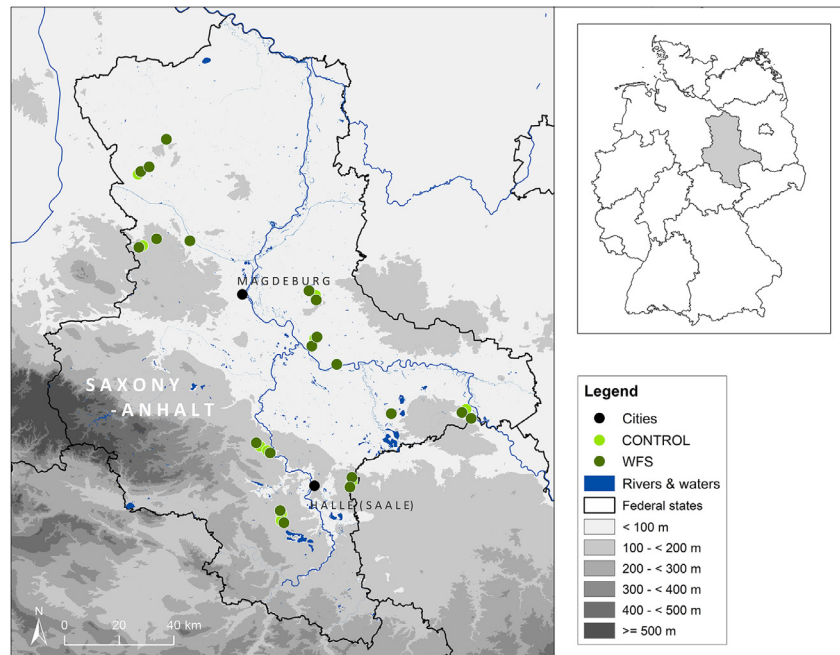 MAGDEBURG
SAXONY
-ANHALT
HALLE (SAALE)
N
0 20 40 km
Legend
Cities
CONTROL
WFS
Rivers & waters
Federal states
< 100 m
100 - < 200 m
200 - < 300 m
300 - < 400 m
400 - < 500 m
>= 500 m